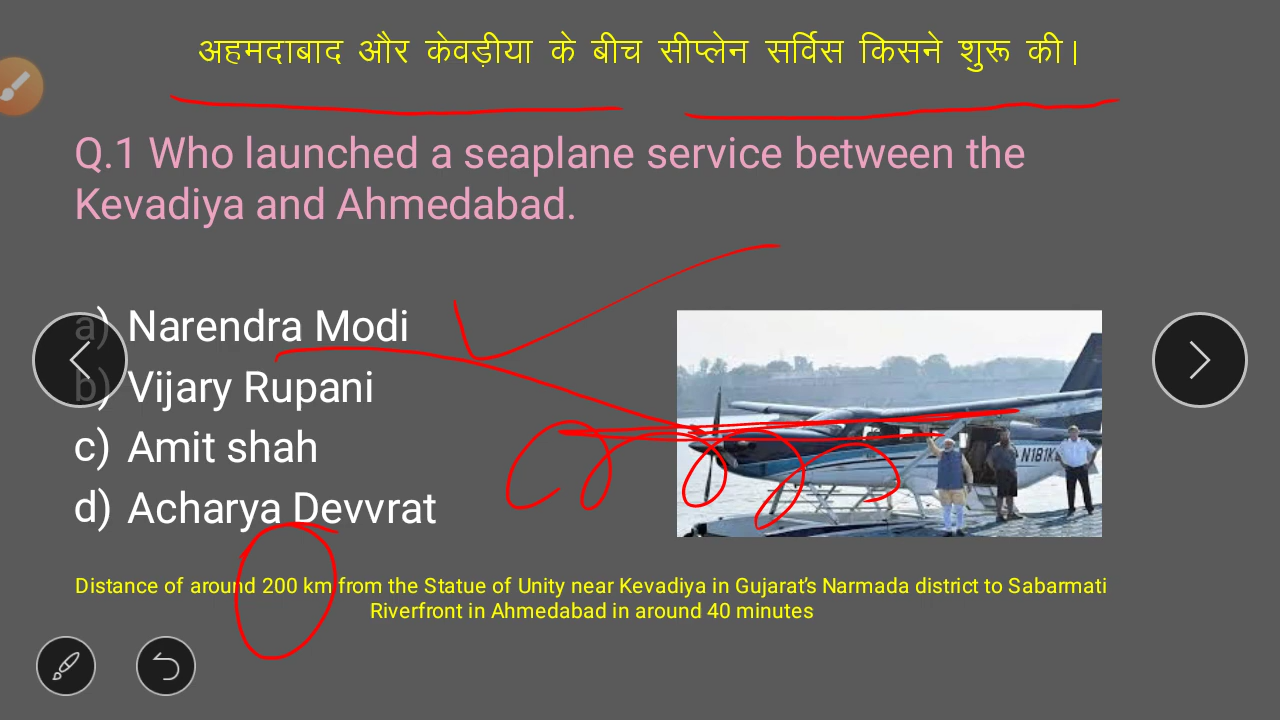 अहमदाबाद और केवड़ीया के बीच सीप्लेन सर्विस किसने शुरू की।
Q.1 Who launched a seaplane service between the
Kevadiya and Ahmedabad.
a) Narendra Modi
b) Vijary Rupani
c) Amit shah
d) Acharya Devvrat
N181K
Distance of around 200 km from the Statue of Unity near Kevadiya in Gujarat's Narmada district to Sabarmati
Riverfront in Ahmedabad in around 40 minutes